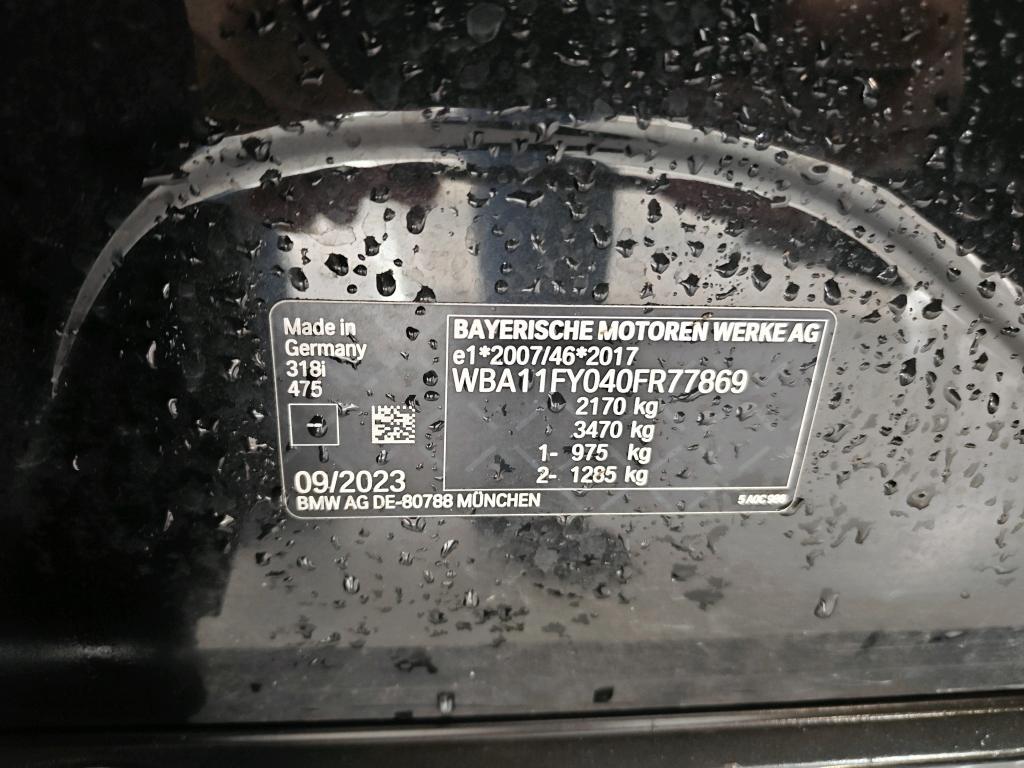 Made in
Germany
318i
475
09/2023
BMW AG DE-80788 MÜNCHEN
BAYERISCHE MOTOREN WERKE AG
e1*2007/46*2017
WBA11FY040FR77869
2170 kg
3470 kg
1- 975 kg
2- 1285 kg